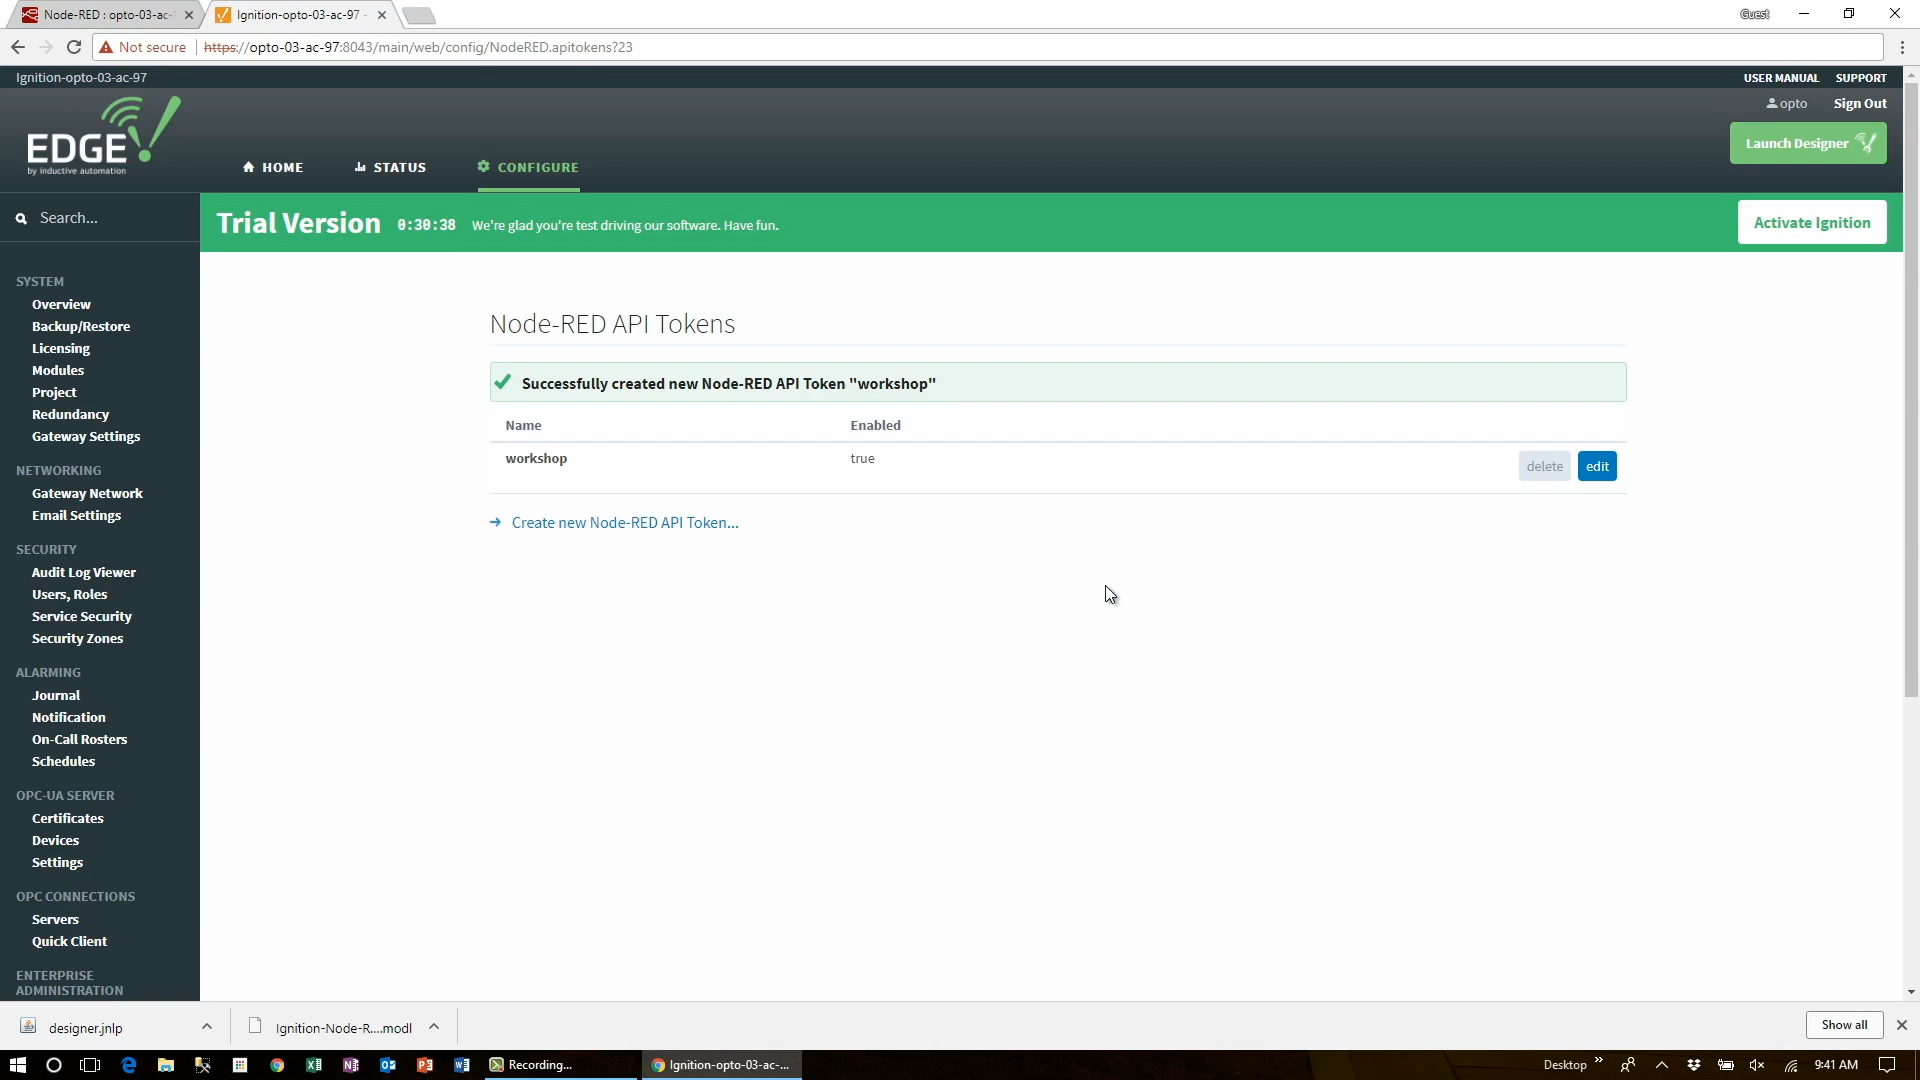 Node-RED : opto-03-ac-
Ignition-opto-03-ac-97 -
Guest
Not secure
https://opto-03-ac-97:8043/main/web/config/NodeRED.apitokens?23
Ignition-opto-03-ac-97
USER MANUAL
SUPPORT
opto
Sign Out
EDGE
by inductive automation
HOME
STATUS
CONFIGURE
Launch Designer
Search...
Trial Version
0:30:38
We're glad you're test driving our software. Have fun.
Activate Ignition
SYSTEM
Overview
Backup/Restore
Licensing
Modules
Project
Redundancy
Gateway Settings
NETWORKING
Gateway Network
Email Settings
SECURITY
Audit Log Viewer
Users, Roles
Service Security
Security Zones
ALARMING
Journal
Notification
On-Call Rosters
Schedules
OPC-UA SERVER
Certificates
Devices
Settings
OPC CONNECTIONS
Servers
Quick Client
ENTERPRISE
ADMINISTRATION
Node-RED API Tokens
Successfully created new Node-RED API Token "workshop"
Name
Enabled
workshop
true
delete
edit
Create new Node-RED API Token...
designer.jnlp
Ignition-Node-R....modl
Show all
Recording...
Ignition-opto-03-ac-...
Desktop
9:41 AM